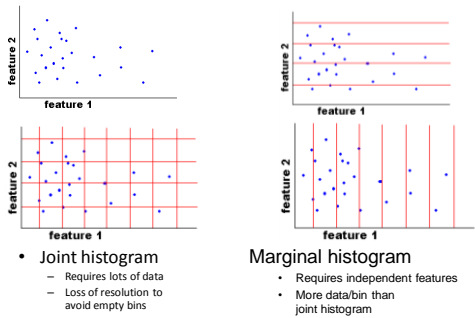 feature 2
feature 1
feature 2
feature 1
• Joint histogram
– Requires lots of data
– Loss of resolution to
avoid empty bins
feature 2
feature 2
feature 1
Marginal histogram
• Requires independent features
• More data/bin than
joint histogram